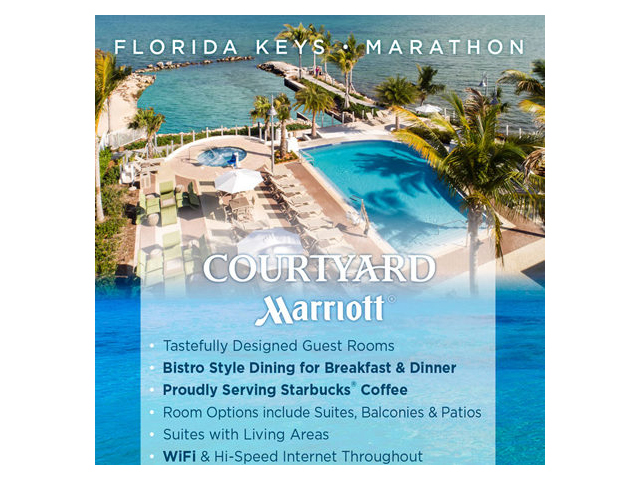 FLORIDA KEYS • MARATHON
COURTYARD
Marriott®
• Tastefully Designed Guest Rooms
• Bistro Style Dining for Breakfast & Dinner
• Proudly Serving Starbucks® Coffee
• Room Options include Suites, Balconies & Patios
• Suites with Living Areas
• WiFi & Hi-Speed Internet Throughout